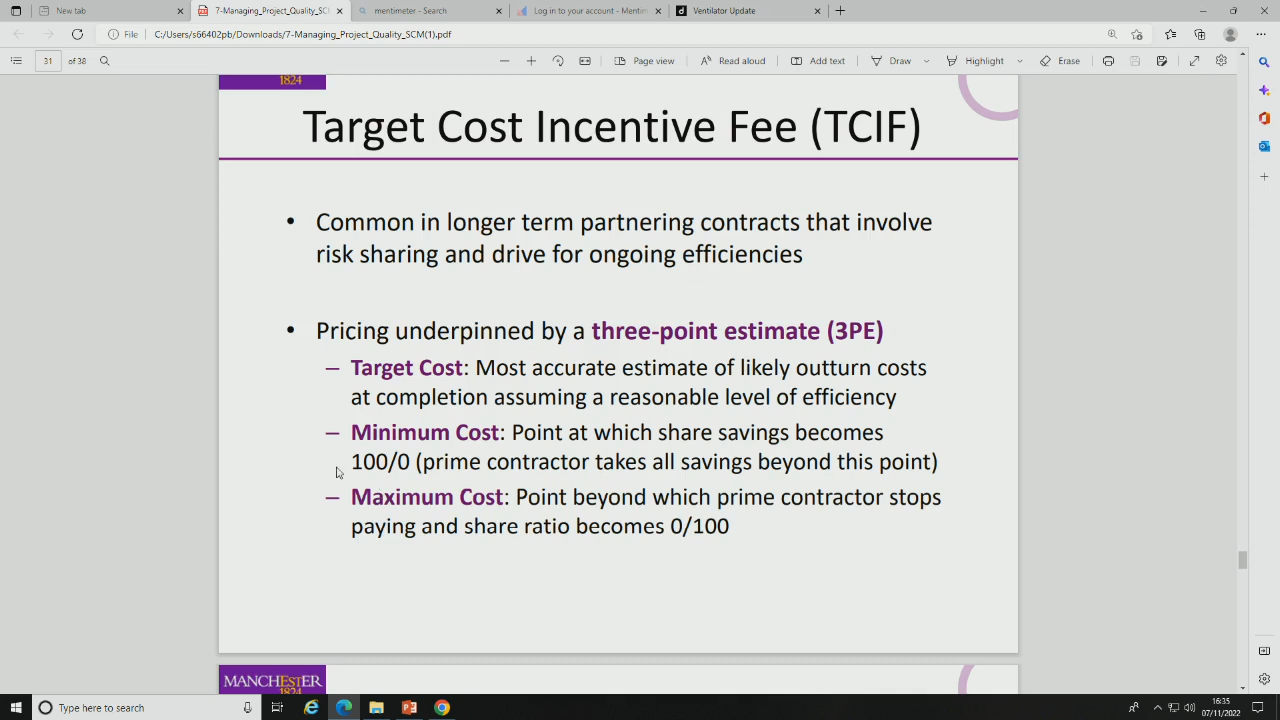 New tab
7-Managing_Project_Quality_SCM
mentimeter - Search
Log in to your account - Mentim
Ventilator Update
File
C:/Users/s66402pb/Downloads/7-Managing_Project_Quality_SCM(1).pdf
31 of 38
Page view
Read aloud
Add text
Draw
Highlight
Erase
1824
Target Cost Incentive Fee (TCIF)
• Common in longer term partnering contracts that involve
risk sharing and drive for ongoing efficiencies
• Pricing underpinned by a three-point estimate (3PE)
– Target Cost: Most accurate estimate of likely outturn costs
at completion assuming a reasonable level of efficiency
– Minimum Cost: Point at which share savings becomes
100/0 (prime contractor takes all savings beyond this point)
– Maximum Cost: Point beyond which prime contractor stops
paying and share ratio becomes 0/100
MANCHESTER
1824
Type here to search
16:35
07/11/2022